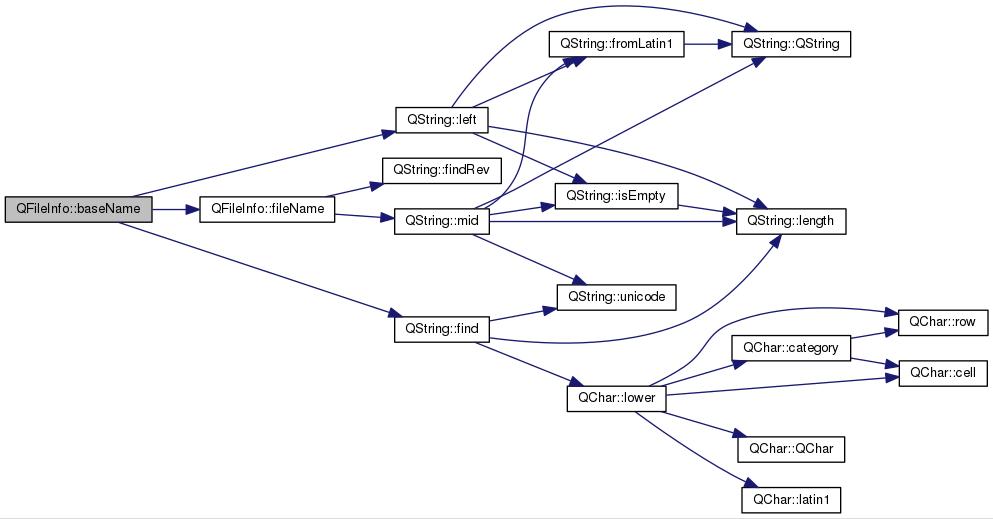 QString::fromLatin1
QString::QString
QString::left
QString::findRev
QString::isEmpty
QFileInfo::baseName
QFileInfo::fileName
QString::mid
QString::length
QString::unicode
QString::find
QChar::row
QChar::category
QChar::cell
QChar::lower
QChar::QChar
QChar::latin1